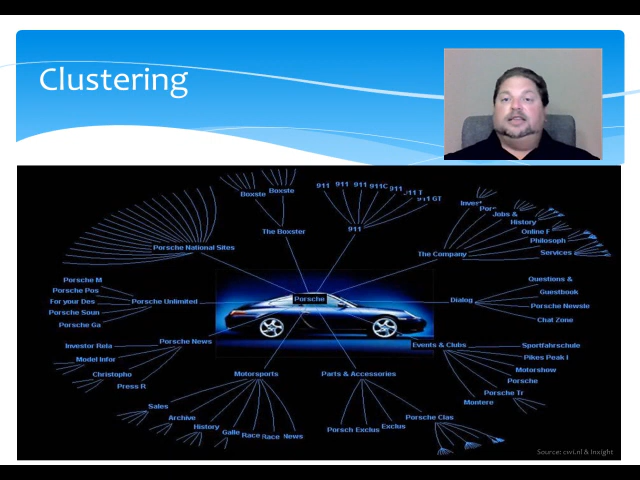 Clustering
Boxste
Boxste
911
911
911
911C
911
911 T
911 GT
Inves
Por
Jobs &
History
Online F
Philosoph
Services
The Boxster
911
Porsche National Sites
The Company
Porsche M
Porsche Pos
For your Des
Porsche Soun
Porsche Ga
Porsche Unlimited
Porsche
Dialog
Questions &
Guestbook
Porsche Newsle
Chat Zone
Porsche News
Investor Rela
Model Infor
Christopho
Press R
Events & Clubs
Sportfahrschule
Pikes Peak I
Motorshow
Porsche
Porsche Tr
Montere
Motorsports
Parts & Accessories
Sales
Archive
History
Galle
Race
Race
News
Porsch
Exclus
Exclus
Porsche Clas
Source: cwi.nl & Inxight